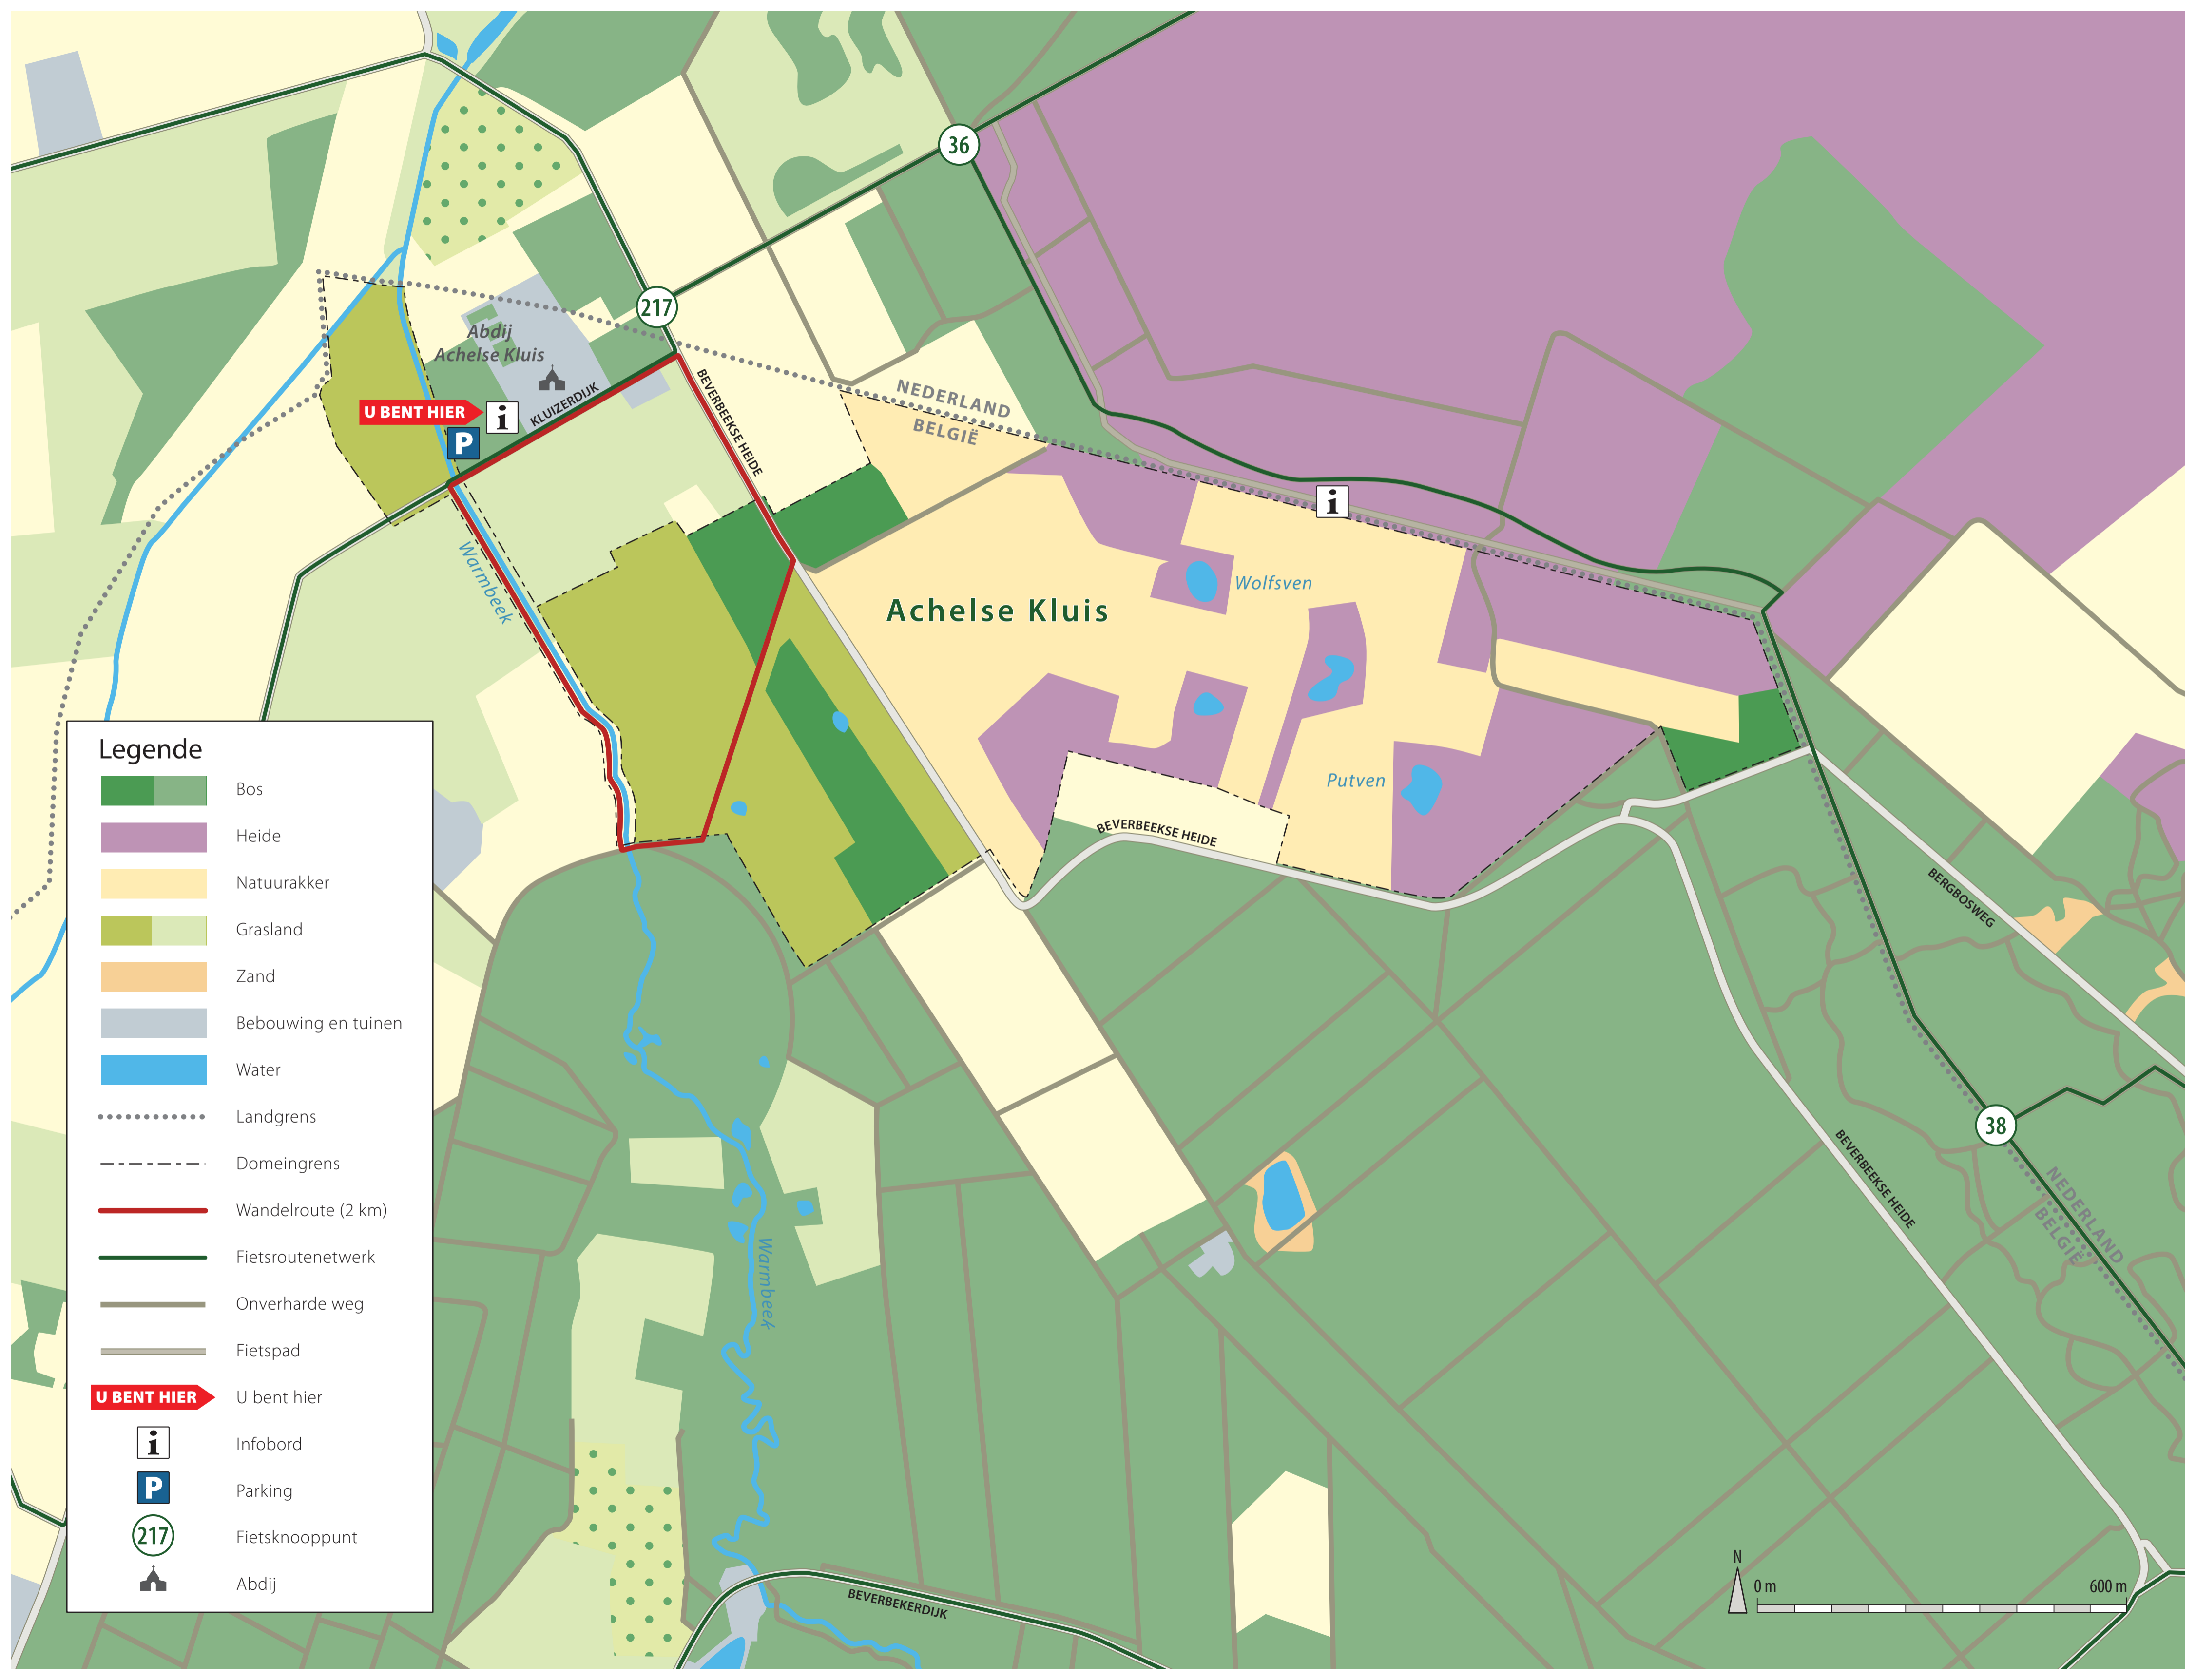 36
217
Abdij
Achelse Kluis
U BENT HIER
i
P
KLUIZERDIJK
BEVERBEEKSE HEIDE
NEDERLAND
BELGIË
i
Warmbeek
Achelse Kluis
Wolfsven
Putven
BEVERBEEKSE HEIDE
BERGBOSWEG
38
BEVERBEEKSE HEIDE
NEDERLAND
BELGIË
Warmbeek
BEVERBEKERDIJK
N
0 m
600 m
Legende
Bos
Heide
Natuurakker
Grasland
Zand
Bebouwing en tuinen
Water
Landgrens
Domeingrens
Wandelroute (2 km)
Fietsroutenetwerk
Onverharde weg
Fietspad
U BENT HIER U bent hier
i Infobord
P Parking
217 Fietsknooppunt
Abdij